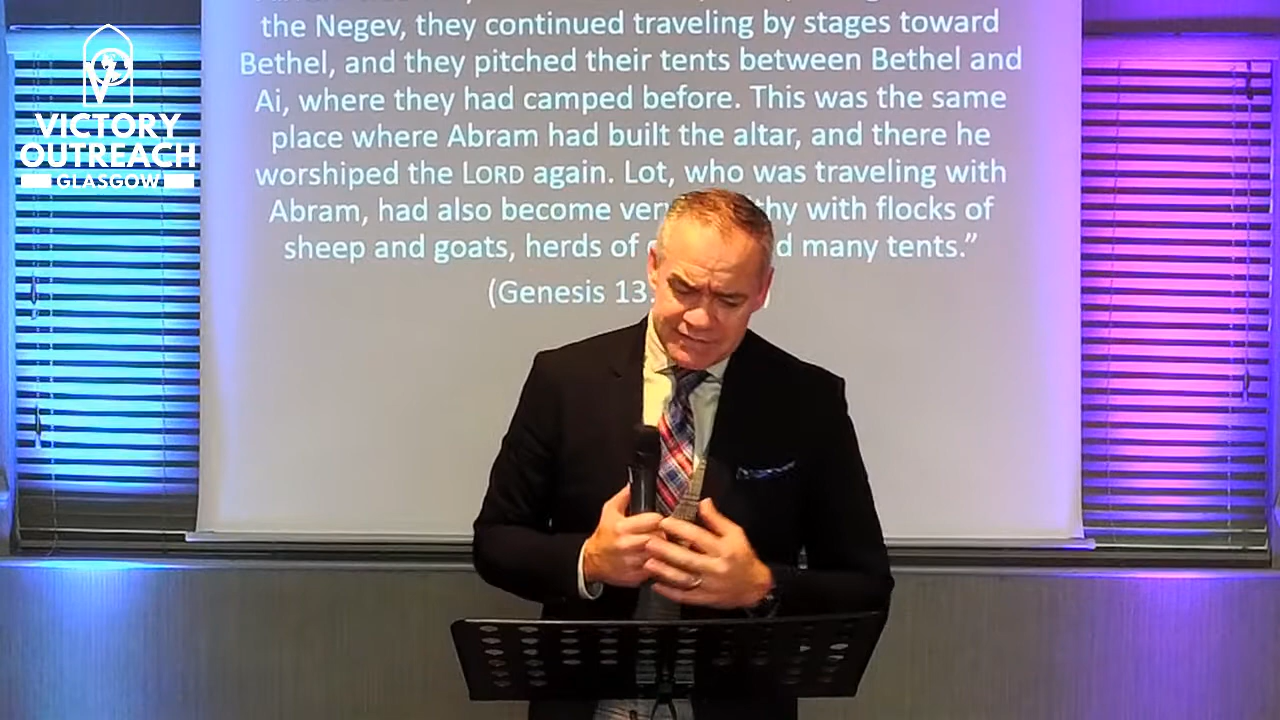 VICTORY
OUTREACH
GLASGOW
the Negev, they continued traveling by stages toward
Bethel, and they pitched their tents between Bethel and
Ai, where they had camped before. This was the same
place where Abram had built the altar, and there he
worshiped the LORD again. Lot, who was traveling with
Abram, had also become with flocks of
sheep and goats, herds of many tents.”
(Genesis 13